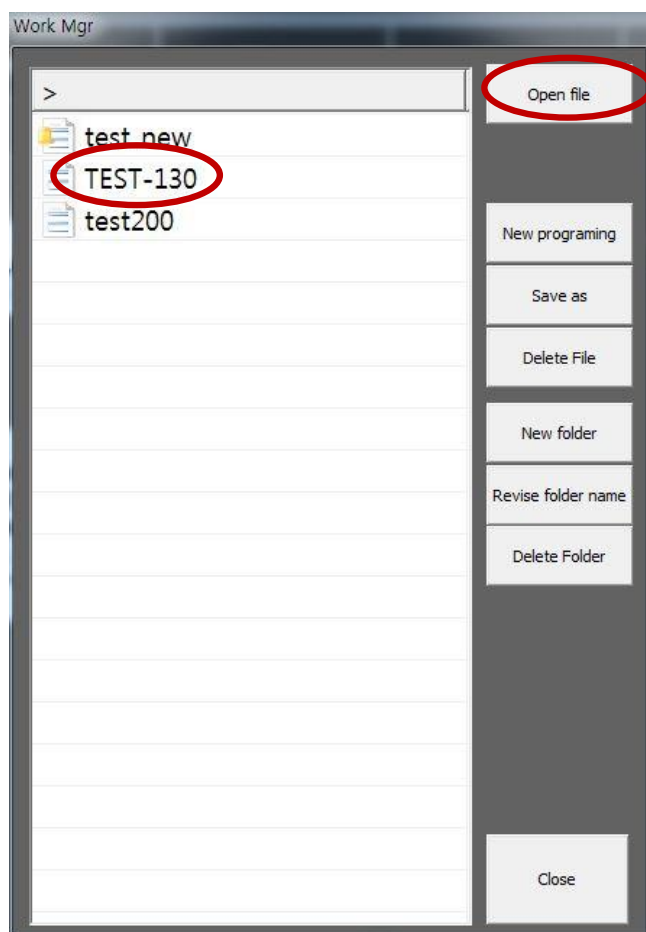 Work Mgr
>
Open file
test_new
TEST-130
test200
New programing
Save as
Delete File
New folder
Revise folder name
Delete Folder
Close